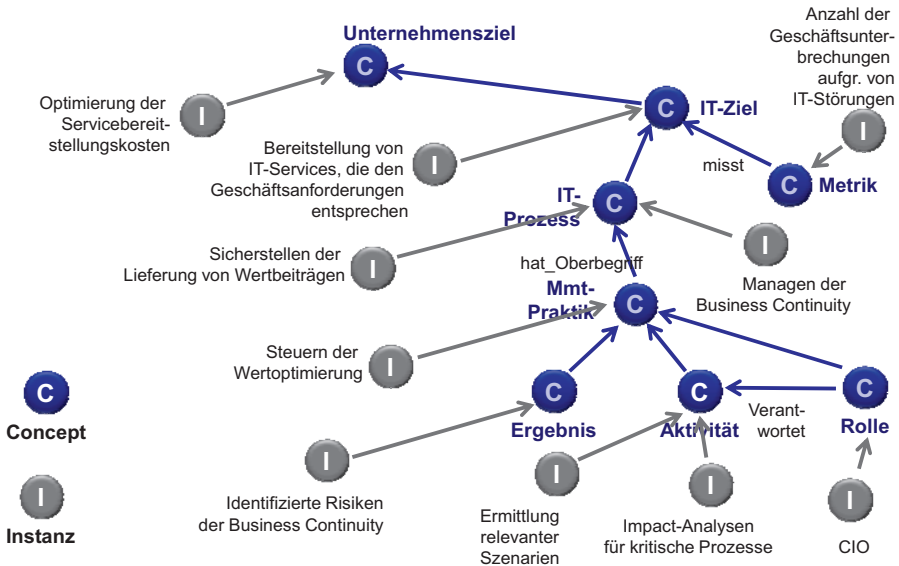 Unternehmensziel
C
Anzahl der
Geschäftsunter-
brechungen
aufgr. von
IT-Störungen
I
Optimierung der
Servicebereit-
stellungskosten
I
C
IT-Ziel
Bereitstellung von
IT-Services, die den
Geschäftsanforderungen
entsprechen
I
misst
C
Metrik
IT-
Prozess
C
Sicherstellen der
Lieferung von Wertbeiträgen
I
I
Managen der
Business Continuity
hat_Oberbegriff
Mmt-
Praktik
C
Steuern der
Wertoptimierung
I
C
Concept
C
Ergebnis
C
Aktivität
Verant-
wortet
C
Rolle
I
Instanz
I
Identifizierte Risiken
der Business Continuity
I
Ermittlung
relevanter
Szenarien
I
Impact-Analysen
für kritische Prozesse
I
CIO